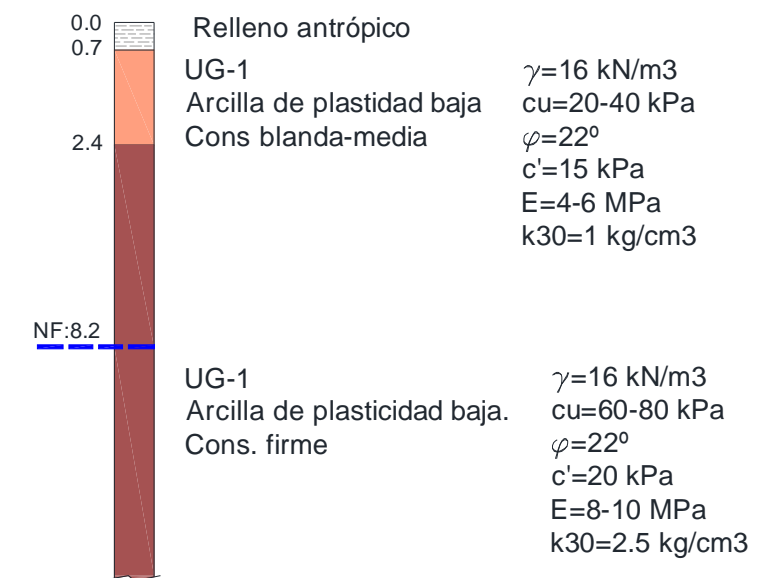 0.0
Relleno antrópico
0.7
UG-1
Arcilla de plastidad baja
Cons blanda-media
γ=16 kN/m3
cu=20-40 kPa
φ=22º
c'=15 kPa
E=4-6 MPa
k30=1 kg/cm3
2.4
NF:8.2
UG-1
Arcilla de plasticidad baja.
Cons. firme
γ=16 kN/m3
cu=60-80 kPa
φ=22º
c'=20 kPa
E=8-10 MPa
k30=2.5 kg/cm3